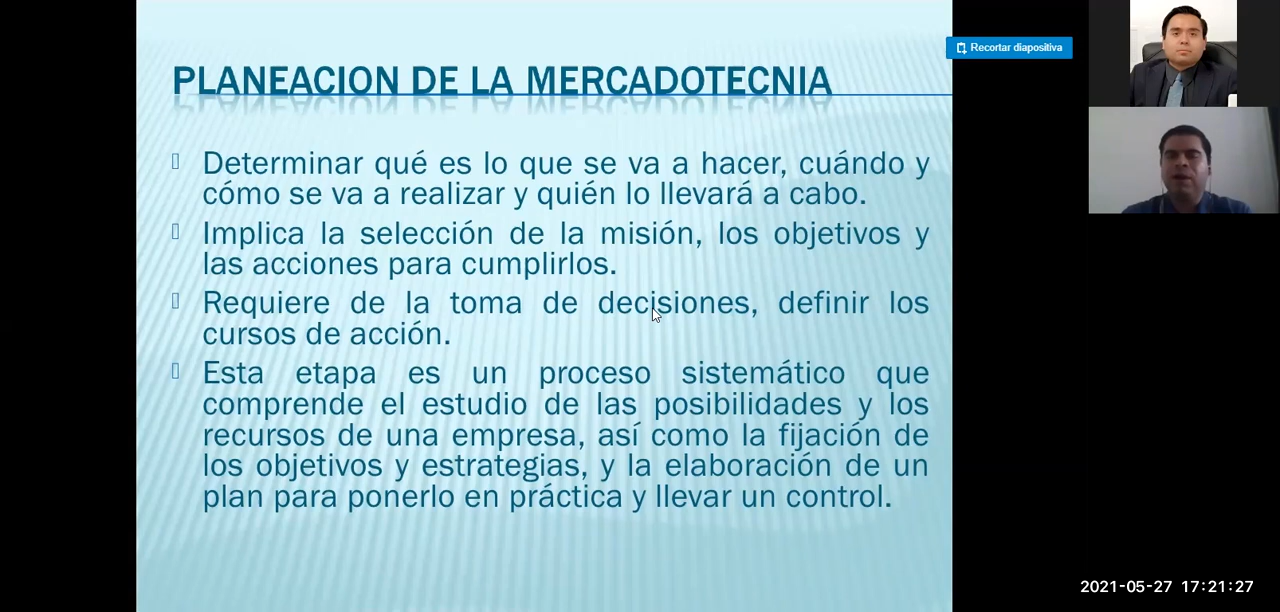 PLANEACION DE LA MERCADOTECNIA
Recortar diapositiva
Determinar qué es lo que se va a hacer, cuándo y
cómo se va a realizar y quién lo llevará a cabo.
Implica la selección de la misión, los objetivos y
las acciones para cumplirlos.
Requiere de la toma de decisiones, definir los
cursos de acción.
Esta etapa es un proceso sistemático que
comprende el estudio de las posibilidades y los
recursos de una empresa, así como la fijación de
los objetivos y estrategias, y la elaboración de un
plan para ponerlo en práctica y llevar un control.
2021-05-27 17:21:27